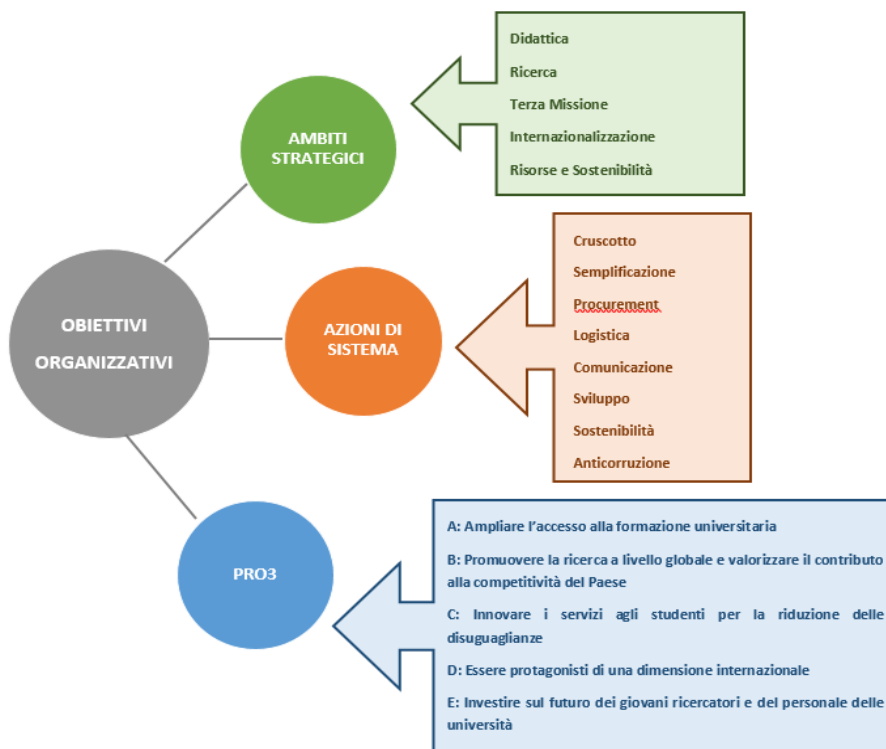 Didattica
Ricerca
Terza Missione
Internazionalizzazione
Risorse e Sostenibilità
AMBITI
STRATEGICI
Cruscotto
Semplificazione
Procurement
Logistica
Comunicazione
Sviluppo
Sostenibilità
Anticorruzione
AZIONI DI
SISTEMA
OBIETTIVI
ORGANIZZATIVI
PRO3
A: Ampliare l'accesso alla formazione universitaria
B: Promuovere la ricerca a livello globale e valorizzare il contributo
alla competitività del Paese
C: Innovare i servizi agli studenti per la riduzione delle
disuguaglianze
D: Essere protagonisti di una dimensione internazionale
E: Investire sul futuro dei giovani ricercatori e del personale delle
università